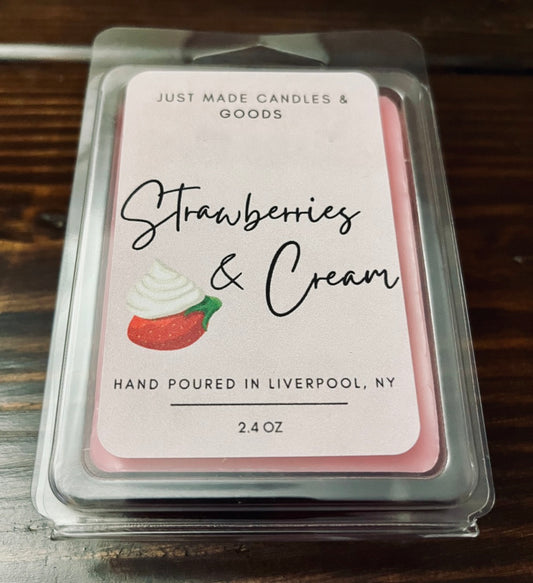 JUST MADE CANDLES &
GOODS
Strawberries
& Cream
HAND POURED IN LIVERPOOL, NY
2.4 OZ